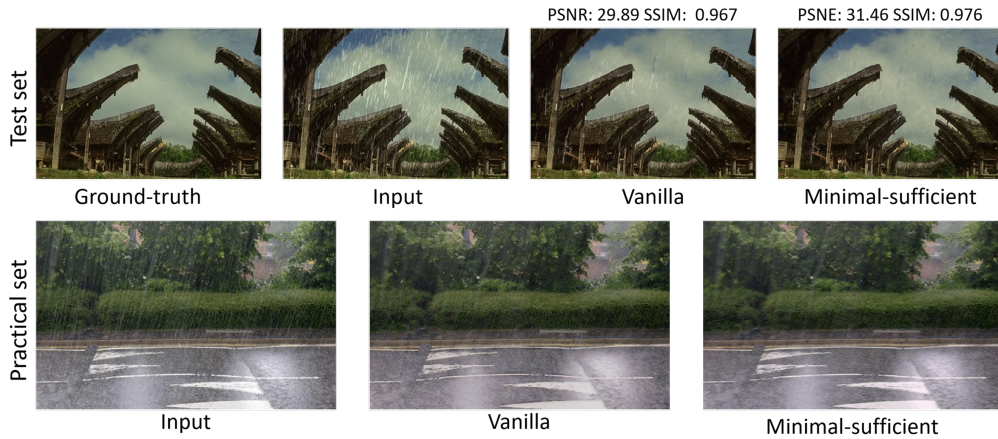 PSNR: 29.89 SSIM:  0.967
PSNE: 31.46 SSIM: 0.976
Test set
Ground-truth
Input
Vanilla
Minimal-sufficient
Practical set
Input
Vanilla
Minimal-sufficient